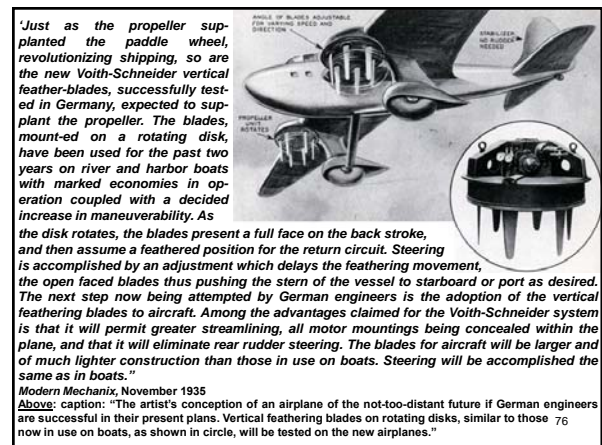 ‘Just as the propeller sup-
planted the paddle wheel,
revolutionizing shipping, so are
the new Voith-Schneider vertical
feather-blades, successfully test-
ed in Germany, expected to sup-
plant the propeller. The blades,
mount-ed on a rotating disk,
have been used for the past two
years on river and harbor boats
with marked economies in op-
eration coupled with a decided
increase in maneuverability. As
the disk rotates, the blades present a full face on the back stroke,
and then assume a feathered position for the return circuit. Steering
is accomplished by an adjustment which delays the feathering movement,
the open faced blades thus pushing the stern of the vessel to starboard or port as desired.
The next step now being attempted by German engineers is the adoption of the vertical
feathering blades to aircraft. Among the advantages claimed for the Voith-Schneider system
is that it will permit greater streamlining, all motor mountings being concealed within the
plane, and that it will eliminate rear rudder steering. The blades for aircraft will be larger and
of much lighter construction than those in use on boats. Steering will be accomplished the
same as in boats.”
Modern Mechanix, November 1935
Above: caption: “The artist’s conception of an airplane of the not-too-distant future if German engineers
are successful in their present plans. Vertical feathering blades on rotating disks, similar to those
now in use on boats, as shown in circle, will be tested on the new airplanes.”
76
ANGLE OF BLADES ADJUSTABLE
FOR VARYING SPEED AND
DIRECTION
STABILIZER
NO RUDDER
NEEDED
PROPELLER
UNIT
ROTATES